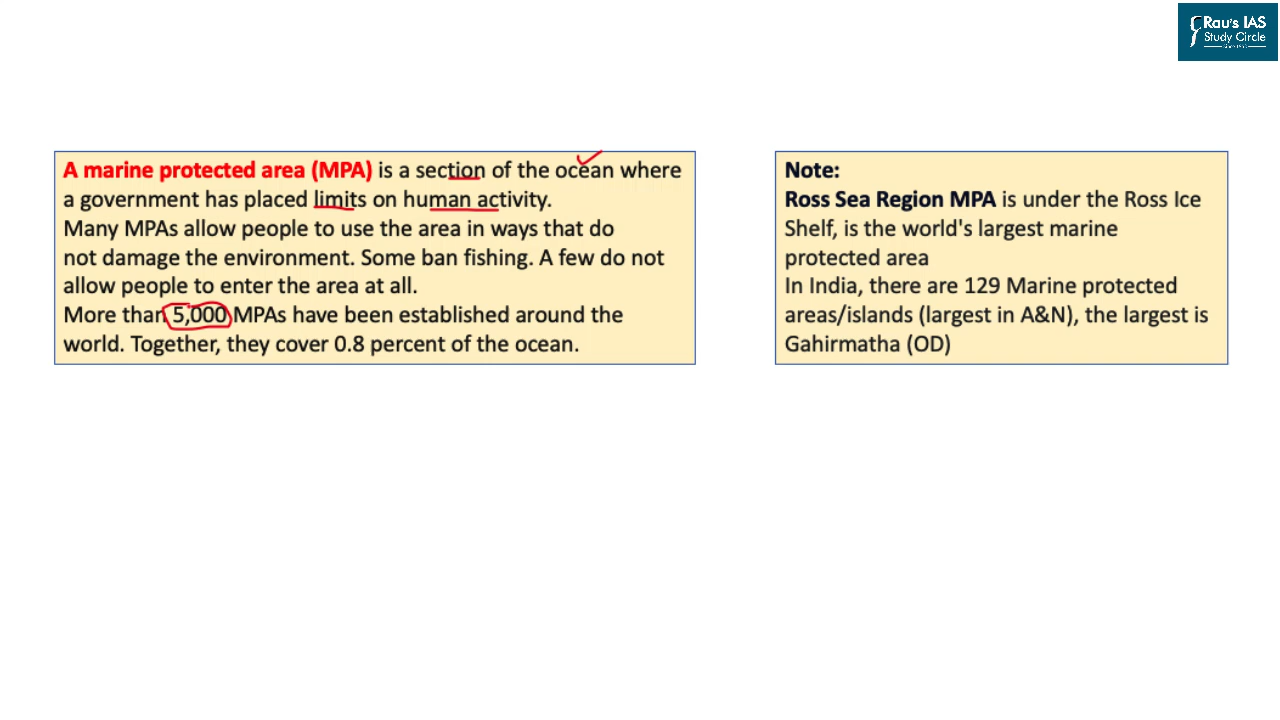 Rau's IAS
Study Circle
A marine protected area (MPA) is a section of the ocean where
a government has placed limits on human activity.
Many MPAs allow people to use the area in ways that do
not damage the environment. Some ban fishing. A few do not
allow people to enter the area at all.
More than 5,000 MPAs have been established around the
world. Together, they cover 0.8 percent of the ocean.
Note:
Ross Sea Region MPA is under the Ross Ice
Shelf, is the world's largest marine
protected area
In India, there are 129 Marine protected
areas/islands (largest in A&N), the largest is
Gahirmatha (OD)